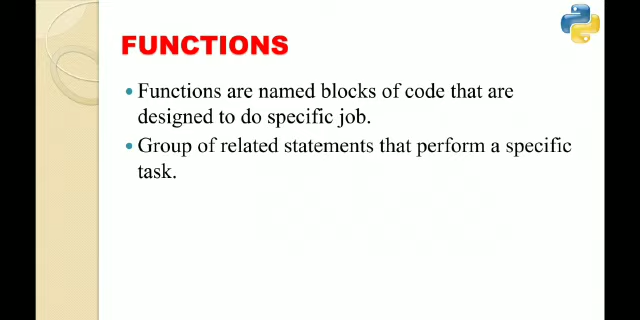 FUNCTIONS
• Functions are named blocks of code that are
designed to do specific job.
• Group of related statements that perform a specific
task.